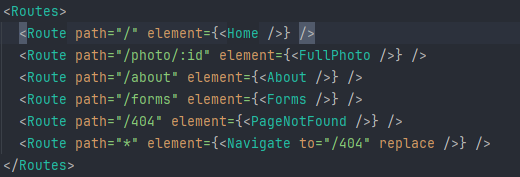 <Routes>
<Route path="/" element={<Home />} />
<Route path="/photo/:id" element={<FullPhoto />} />
<Route path="/about" element={<About />} />
<Route path="/forms" element={<Forms />} />
<Route path="/404" element={<PageNotFound />} />
<Route path="*" element={<Navigate to="/404" replace />} />
</Routes>